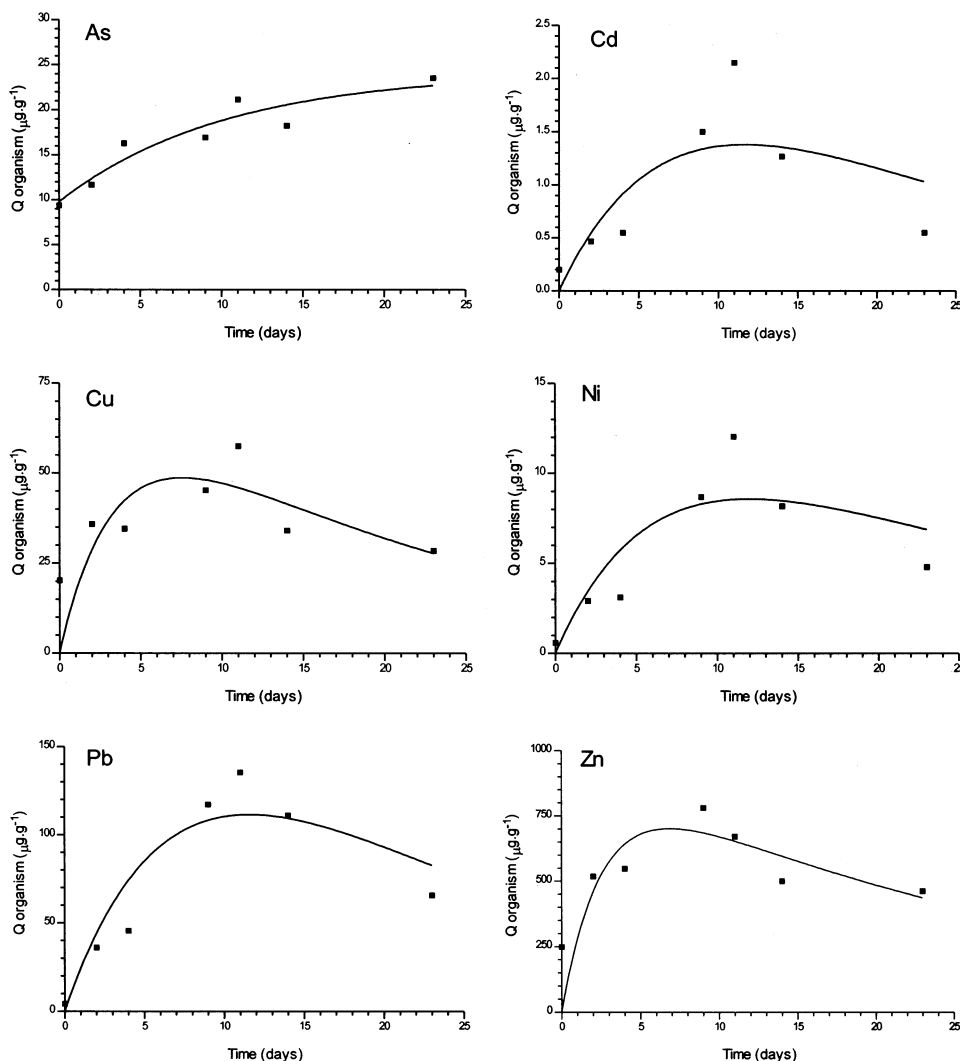 As
Q organism (µg.g⁻¹)
30
25
20
15
10
5
0
0 5 10 15 20 25
Time (days)
Cd
Q organism (µg.g⁻¹)
2.5
2.0
1.5
1.0
0.5
0.0
0 5 10 15 20 25
Time (days)
Cu
Q organism (µg.g⁻¹)
75
50
25
0
0 5 10 15 20 25
Time (days)
Ni
Q organism (µg.g⁻¹)
15
10
5
0
0 5 10 15 20 25
Time (days)
Pb
Q organism (µg.g⁻¹)
150
100
50
0
0 5 10 15 20 25
Time (days)
Zn
Q organism (µg.g⁻¹)
1000
750
500
250
0
0 5 10 15 20 25
Time (days)